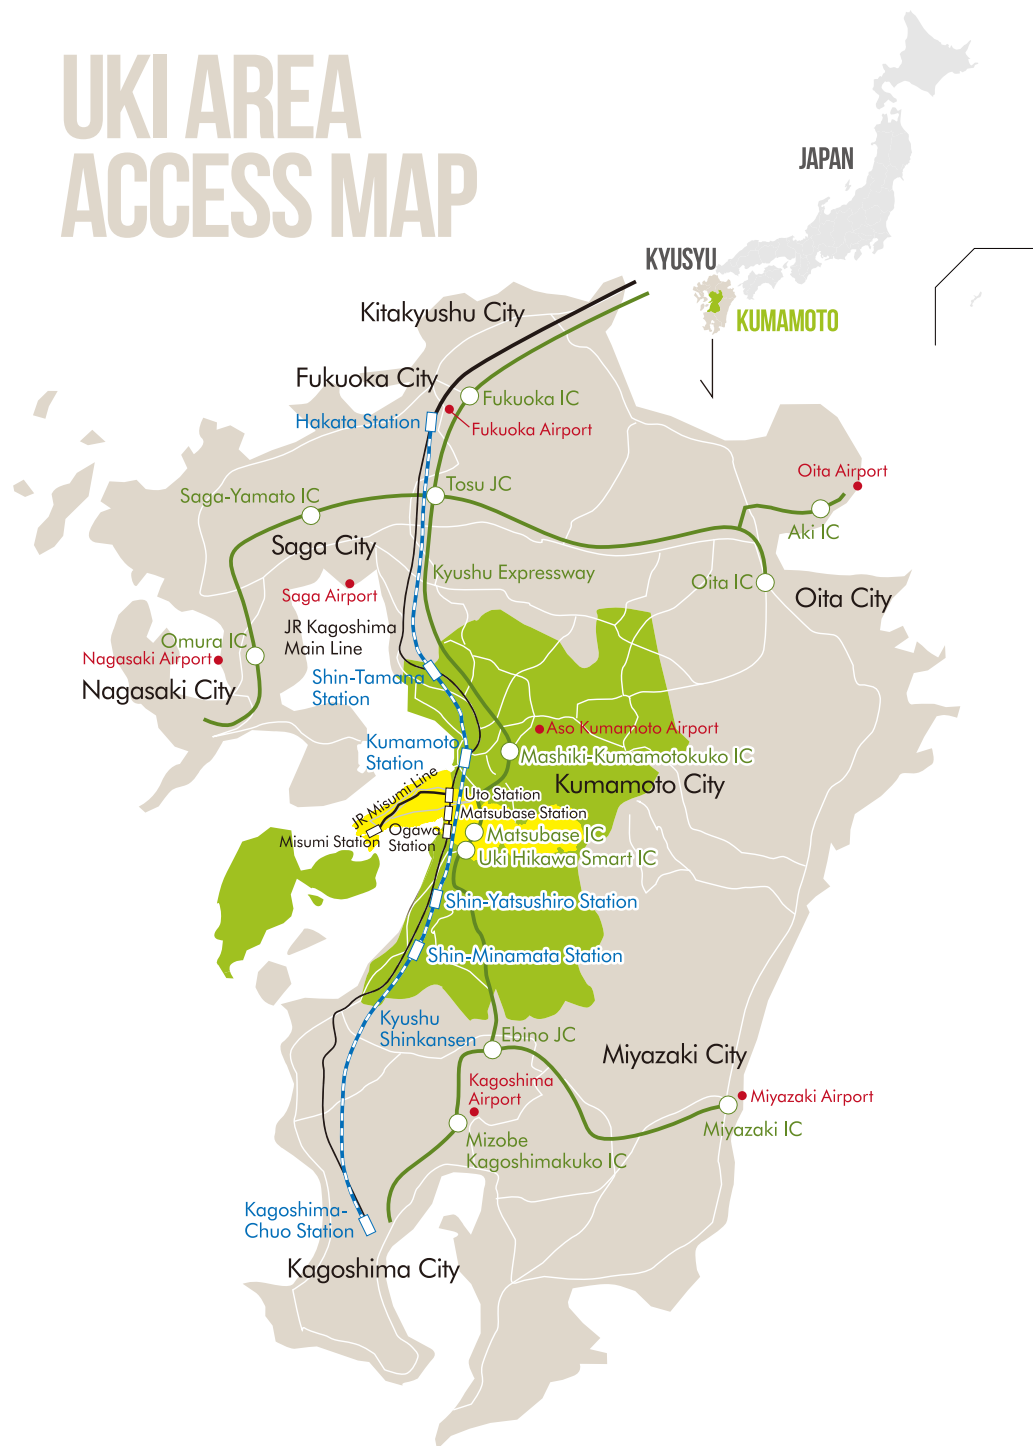 UKI AREA
ACCESS MAP
JAPAN
KYUSYU
KUMAMOTO
Kitakyushu City
Fukuoka City
Fukuoka IC
Hakata Station
Fukuoka Airport
Oita Airport
Tosu JC
Saga-Yamato IC
Aki IC
Saga City
Kyushu Expressway
Oita IC
Saga Airport
Oita City
JR Kagoshima
Main Line
Omura IC
Nagasaki Airport
Nagasaki City
Shin-Tamana
Station
Aso Kumamoto Airport
Kumamoto
Station
Mashiki-Kumamotokuko IC
Kumamoto City
JR Misumi Line
Uto Station
Matsubase Station
Misumi Station
Ogawa
Station
Matsubase IC
Uki Hikawa Smart IC
Shin-Yatsushiro Station
Shin-Minamata Station
Kyushu
Shinkansen
Ebino JC
Miyazaki City
Kagoshima
Airport
Miyazaki Airport
Miyazaki IC
Mizobe
Kagoshimakuko IC
Kagoshima-
Chuo Station
Kagoshima City